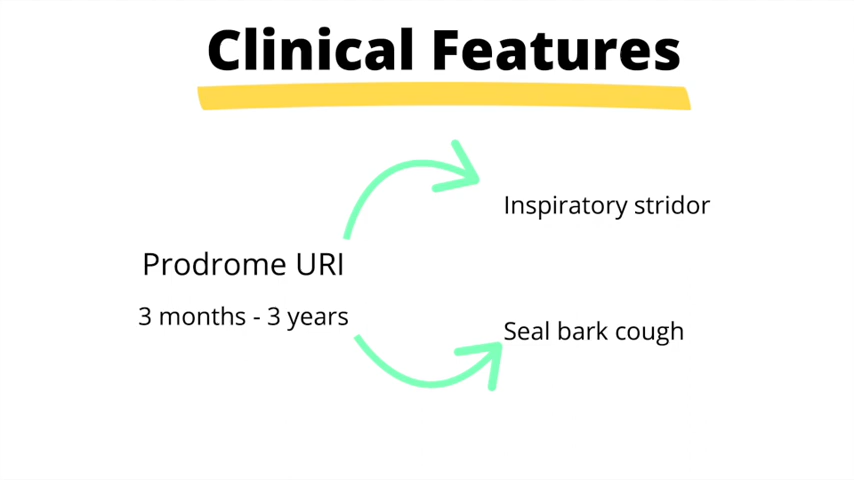 Clinical Features
Inspiratory stridor
Prodrome URI
3 months - 3 years
Seal bark cough